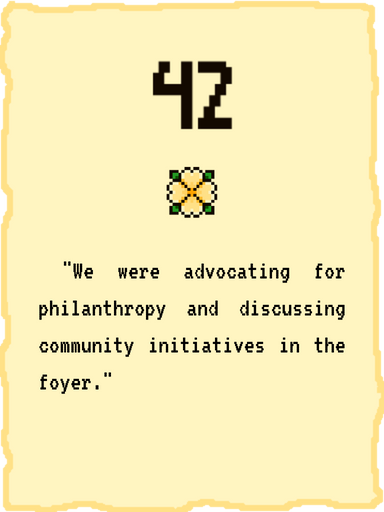 42
"We were advocating for
philanthropy and discussing
community initiatives in the
foyer."